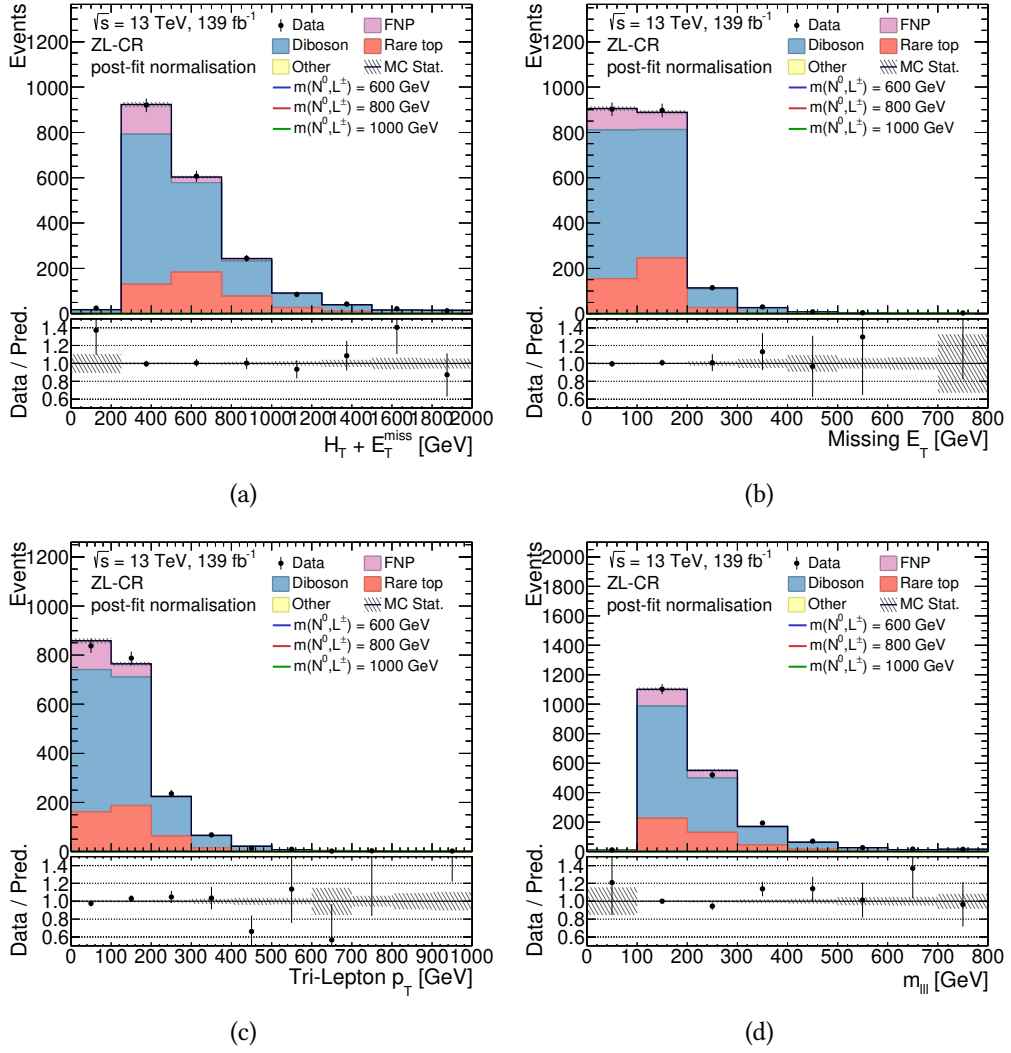 √s = 13 TeV, 139 fb⁻¹
ZL-CR
post-fit normalisation
Data
FNP
Diboson
Rare top
Other
MC Stat.
m(N⁰,L±) = 600 GeV
m(N⁰,L±) = 800 GeV
m(N⁰,L±) = 1000 GeV
Events
1200
1000
800
600
400
200
0
Data / Pred.
1.4
1.2
1.0
0.8
0.6
0 200 400 600 800 1000 1200 1400 1600 1800 2000
H_T + E_T^miss [GeV]
(a)
√s = 13 TeV, 139 fb⁻¹
ZL-CR
post-fit normalisation
Data
FNP
Diboson
Rare top
Other
MC Stat.
m(N⁰,L±) = 600 GeV
m(N⁰,L±) = 800 GeV
m(N⁰,L±) = 1000 GeV
Events
1200
1000
800
600
400
200
0
Data / Pred.
1.4
1.2
1.0
0.8
0.6
0 100 200 300 400 500 600 700 800
Missing E_T [GeV]
(b)
√s = 13 TeV, 139 fb⁻¹
ZL-CR
post-fit normalisation
Data
FNP
Diboson
Rare top
Other
MC Stat.
m(N⁰,L±) = 600 GeV
m(N⁰,L±) = 800 GeV
m(N⁰,L±) = 1000 GeV
Events
1200
1000
800
600
400
200
0
Data / Pred.
1.4
1.2
1.0
0.8
0.6
0 100 200 300 400 500 600 700 800 900 1000
Tri-Lepton p_T [GeV]
(c)
√s = 13 TeV, 139 fb⁻¹
ZL-CR
post-fit normalisation
Data
FNP
Diboson
Rare top
Other
MC Stat.
m(N⁰,L±) = 600 GeV
m(N⁰,L±) = 800 GeV
m(N⁰,L±) = 1000 GeV
Events
2000
1800
1600
1400
1200
1000
800
600
400
200
0
Data / Pred.
1.4
1.2
1.0
0.8
0.6
0 100 200 300 400 500 600 700 800
m_lll [GeV]
(d)